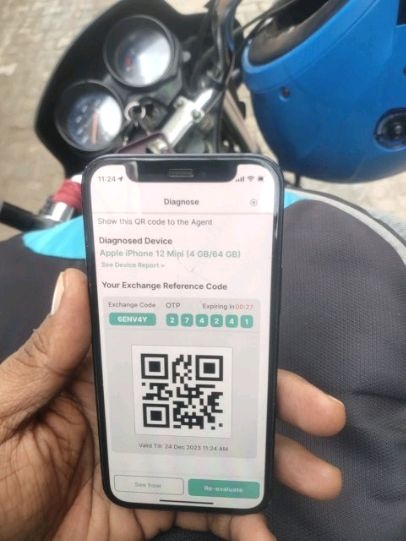 11:24
Diagnose
Show this QR code to the Agent
Diagnosed Device
Apple iPhone 12 Mini (4 GB/64 GB)
See Device Report >
Your Exchange Reference Code
Exchange Code OTP Expiring in 00:27
6ENV4Y 2 7 4 2 4 1
Valid Till: 24 Dec 2023 11:24 AM
See how
Re-evaluate